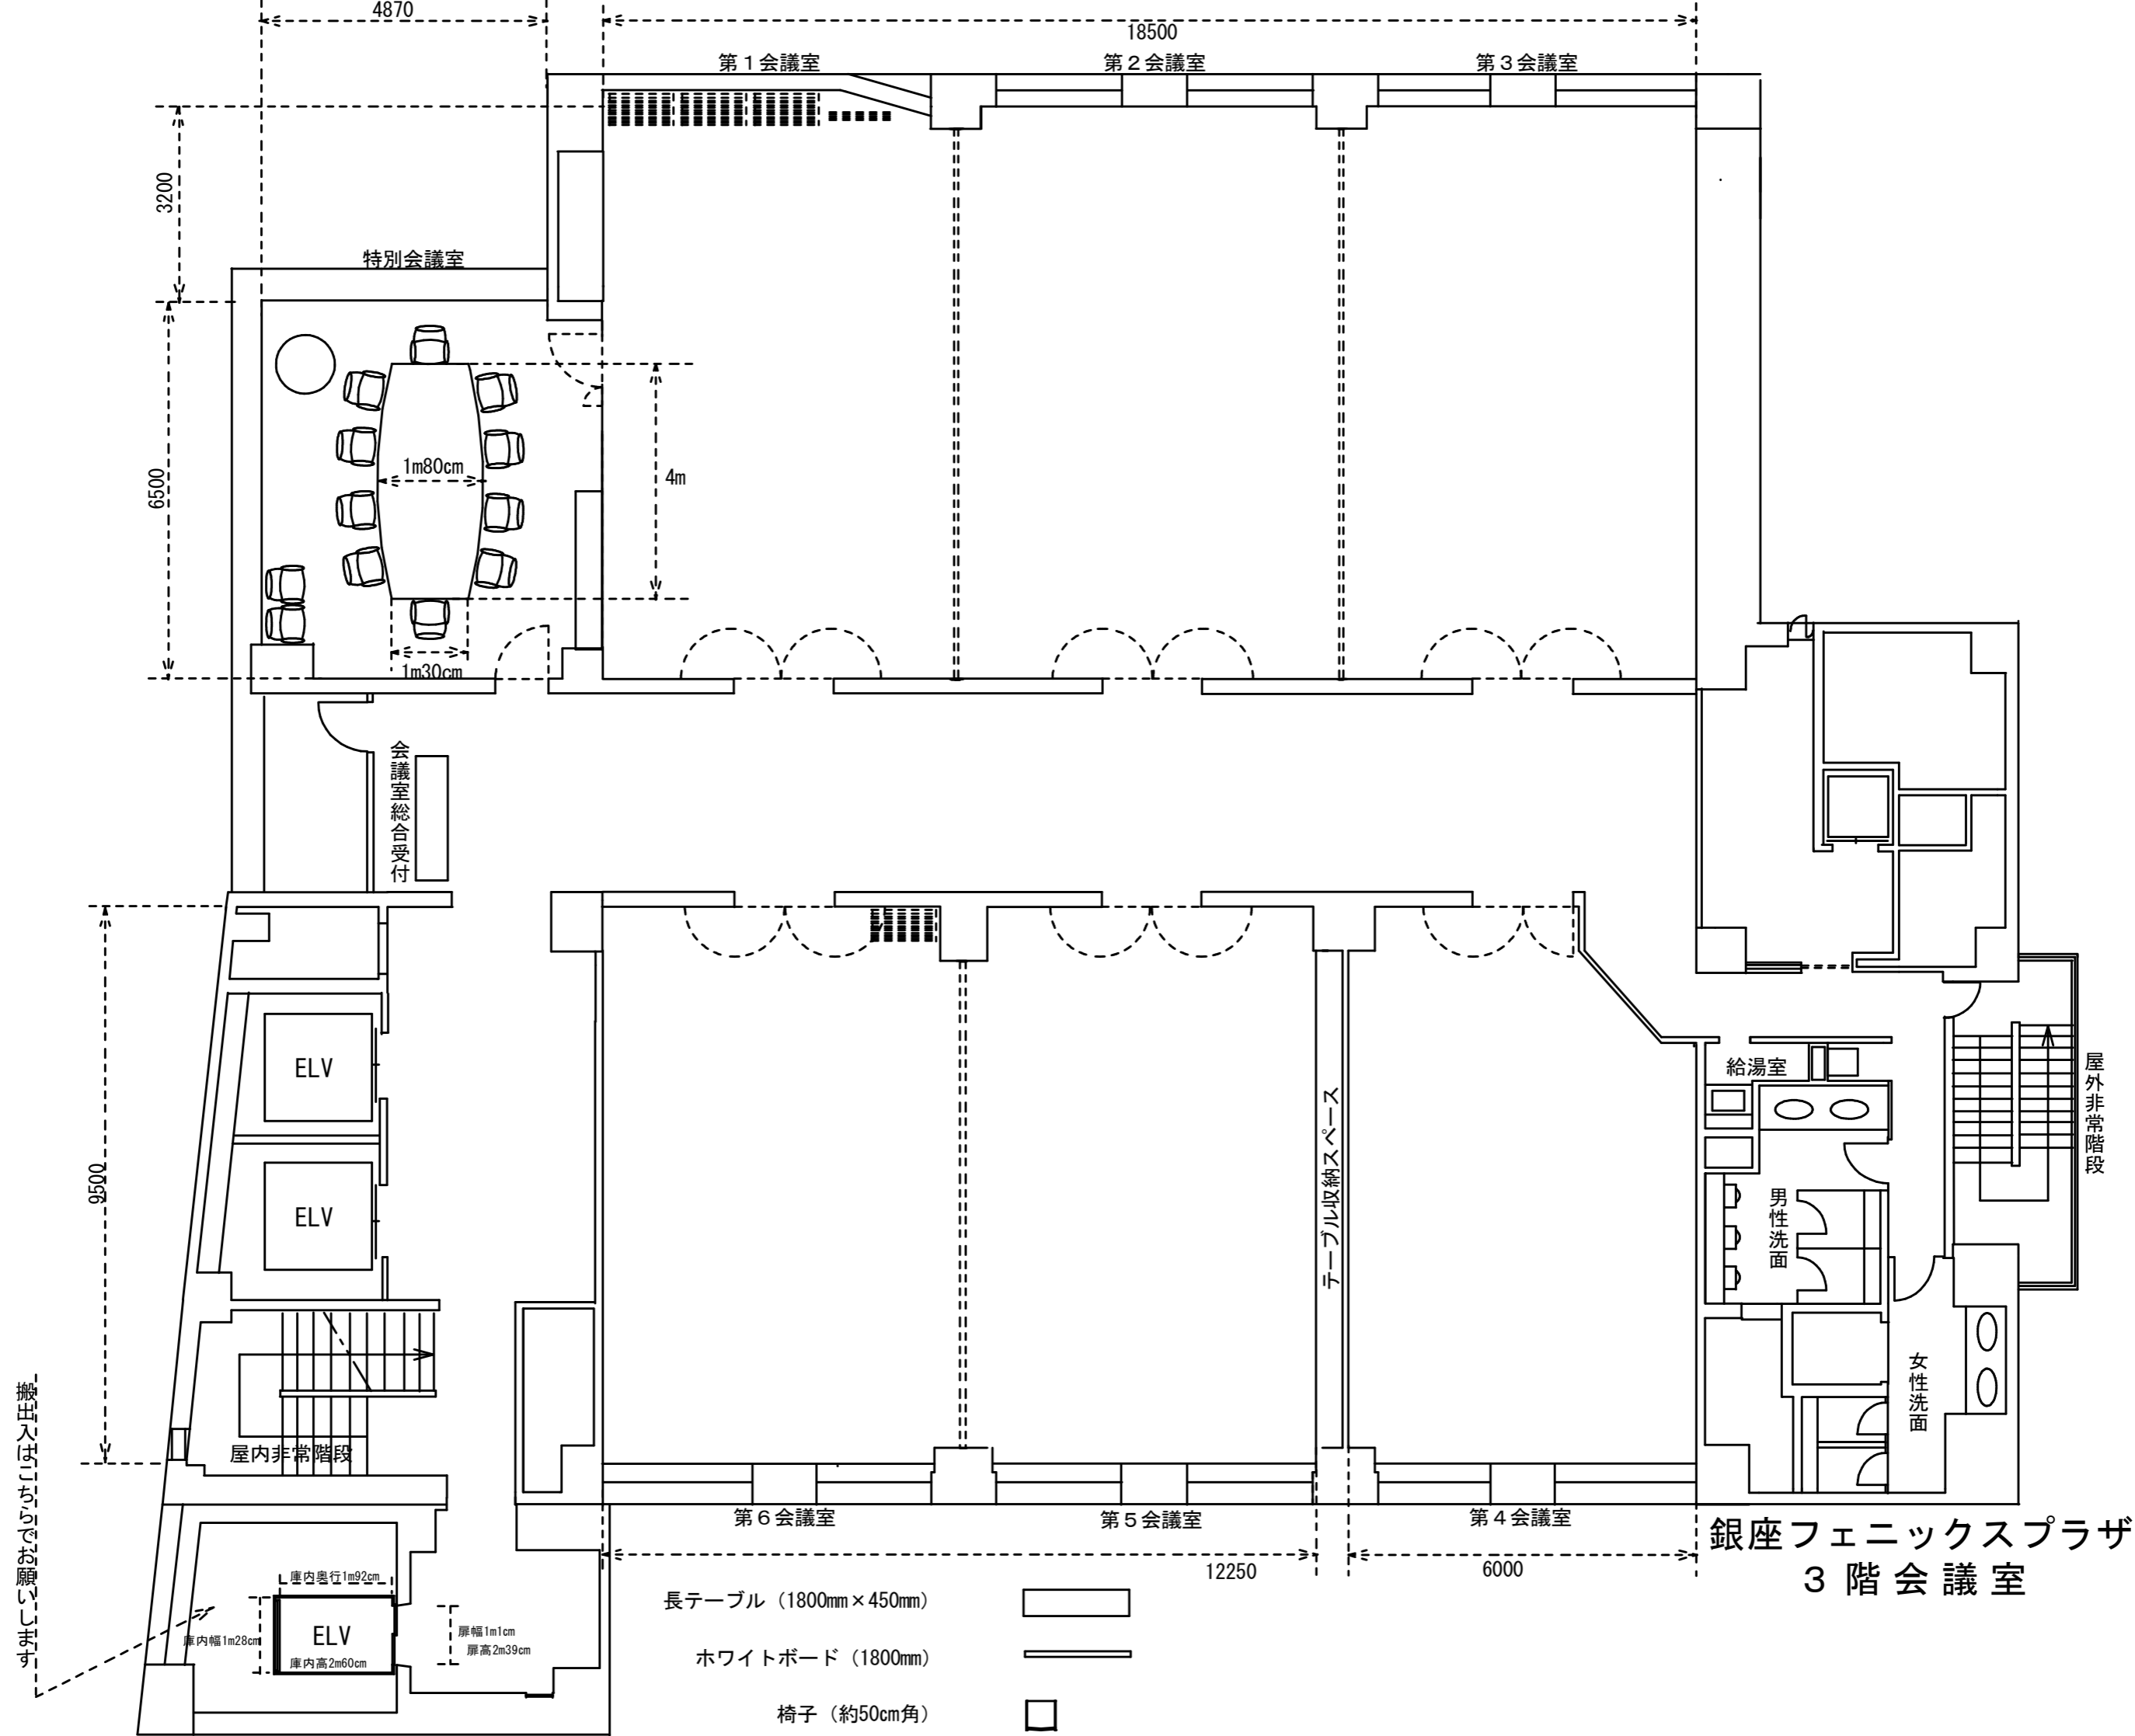 4870
18500
第１会議室
第２会議室
第３会議室
3200
特別会議室
6500
1m80cm
4m
1m30cm
会議室総合受付
ELV
ELV
9500
給湯室
屋外非常階段
テーブル収納スペース
男性洗面
女性洗面
屋内非常階段
搬出入はこちらでお願いします
第６会議室
第５会議室
第４会議室
12250
6000
銀座フェニックスプラザ
３階会議室
庫内奥行1m92cm
庫内幅1m28cm
ELV
庫内高2m60cm
扉幅1m1cm
扉高2m39cm
長テーブル（1800mm×450mm）
ホワイトボード（1800mm）
椅子（約50cm角）